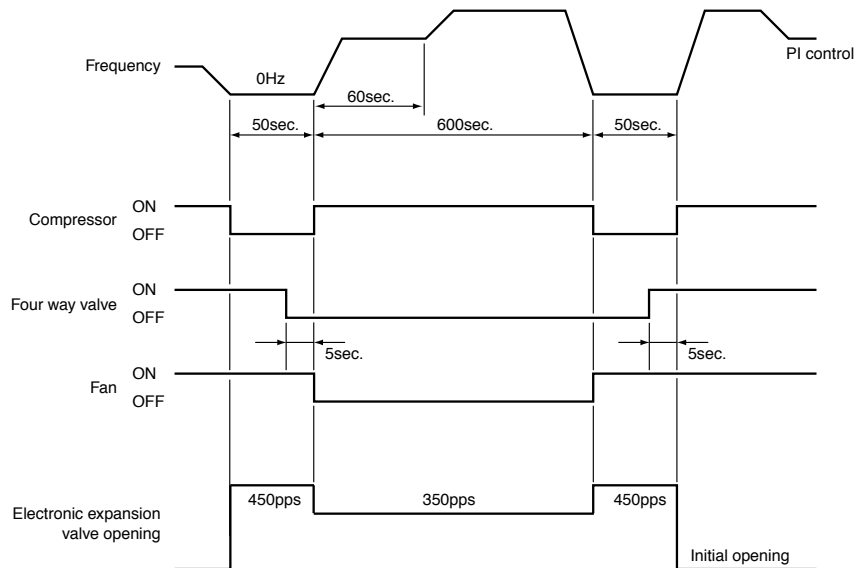 Frequency
0Hz
PI control
60sec.
50sec.
600sec.
50sec.
Compressor
ON
OFF
Four way valve
ON
OFF
5sec.
5sec.
Fan
ON
OFF
Electronic expansion
valve opening
450pps
350pps
450pps
Initial opening